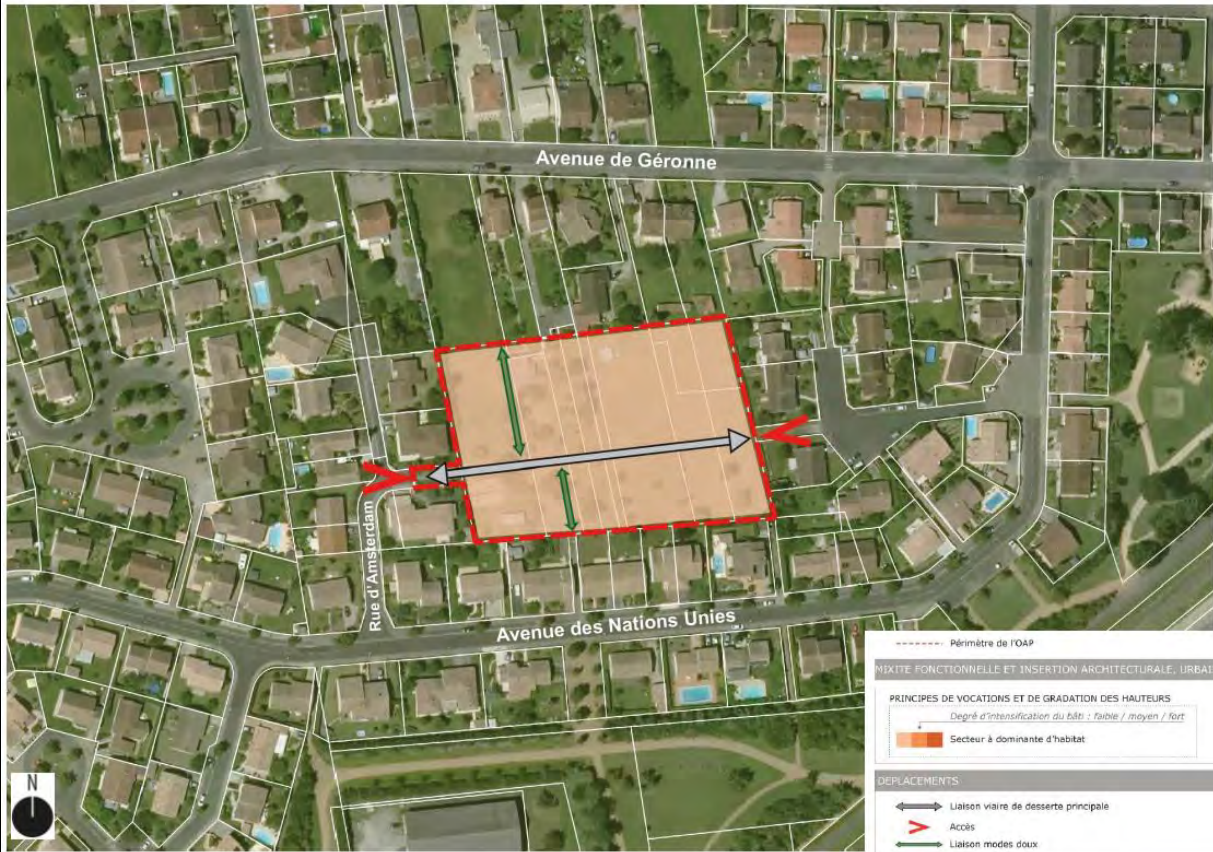 Avenue de Géronne
Rue d'Amsterdam
Avenue des Nations Unies
Périmètre de l'OAP
MIXITE FONCTIONNELLE ET INSERTION ARCHITECTURALE, URBAI
PRINCIPES DE VOCATIONS ET DE GRADATION DES HAUTEURS
Degré d'intensification du bâti : faible / moyen / fort
Secteur à dominante d'habitat
DEPLACEMENTS
Liaison viaire de desserte principale
Accès
Liaison modes doux
N